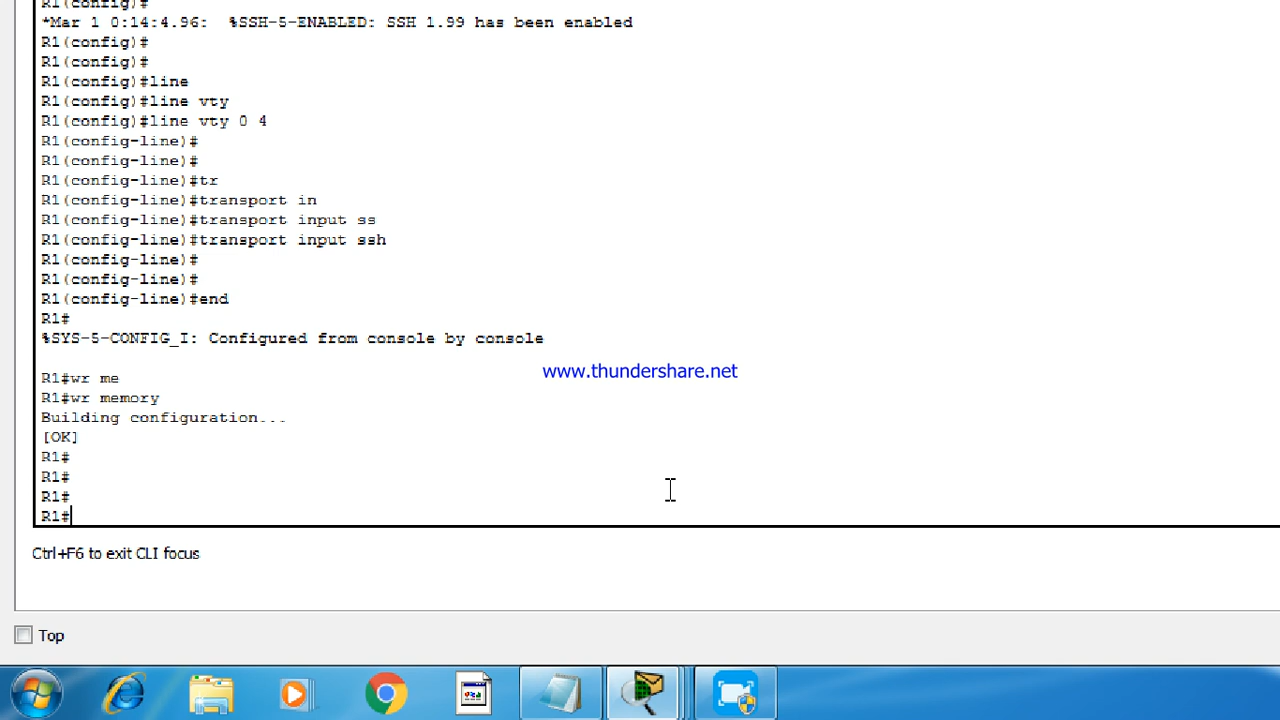 R1(config)#
*Mar 1 0:14:4.96:  %SSH-5-ENABLED: SSH 1.99 has been enabled
R1(config)#
R1(config)#
R1(config)#line
R1(config)#line vty
R1(config)#line vty 0 4
R1(config-line)#
R1(config-line)#
R1(config-line)#tr
R1(config-line)#transport in
R1(config-line)#transport input ss
R1(config-line)#transport input ssh
R1(config-line)#
R1(config-line)#
R1(config-line)#end
R1#
%SYS-5-CONFIG_I: Configured from console by console
www.thundershare.net
R1#wr me
R1#wr memory
Building configuration...
[OK]
R1#
R1#
R1#
R1#
Ctrl+F6 to exit CLI focus
Top